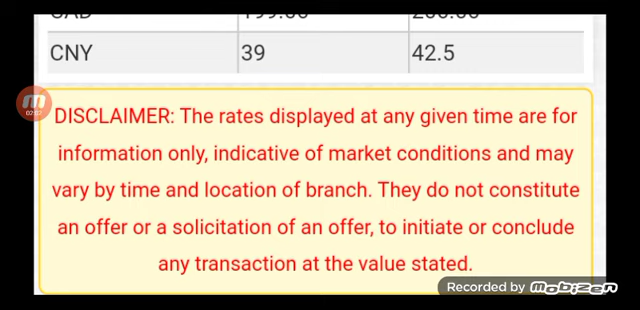 CNY 39 42.5
DISCLAIMER: The rates displayed at any given time are for
information only, indicative of market conditions and may
vary by time and location of branch. They do not constitute
an offer or a solicitation of an offer, to initiate or conclude
any transaction at the value stated.
02:07
Recorded by Mobizen